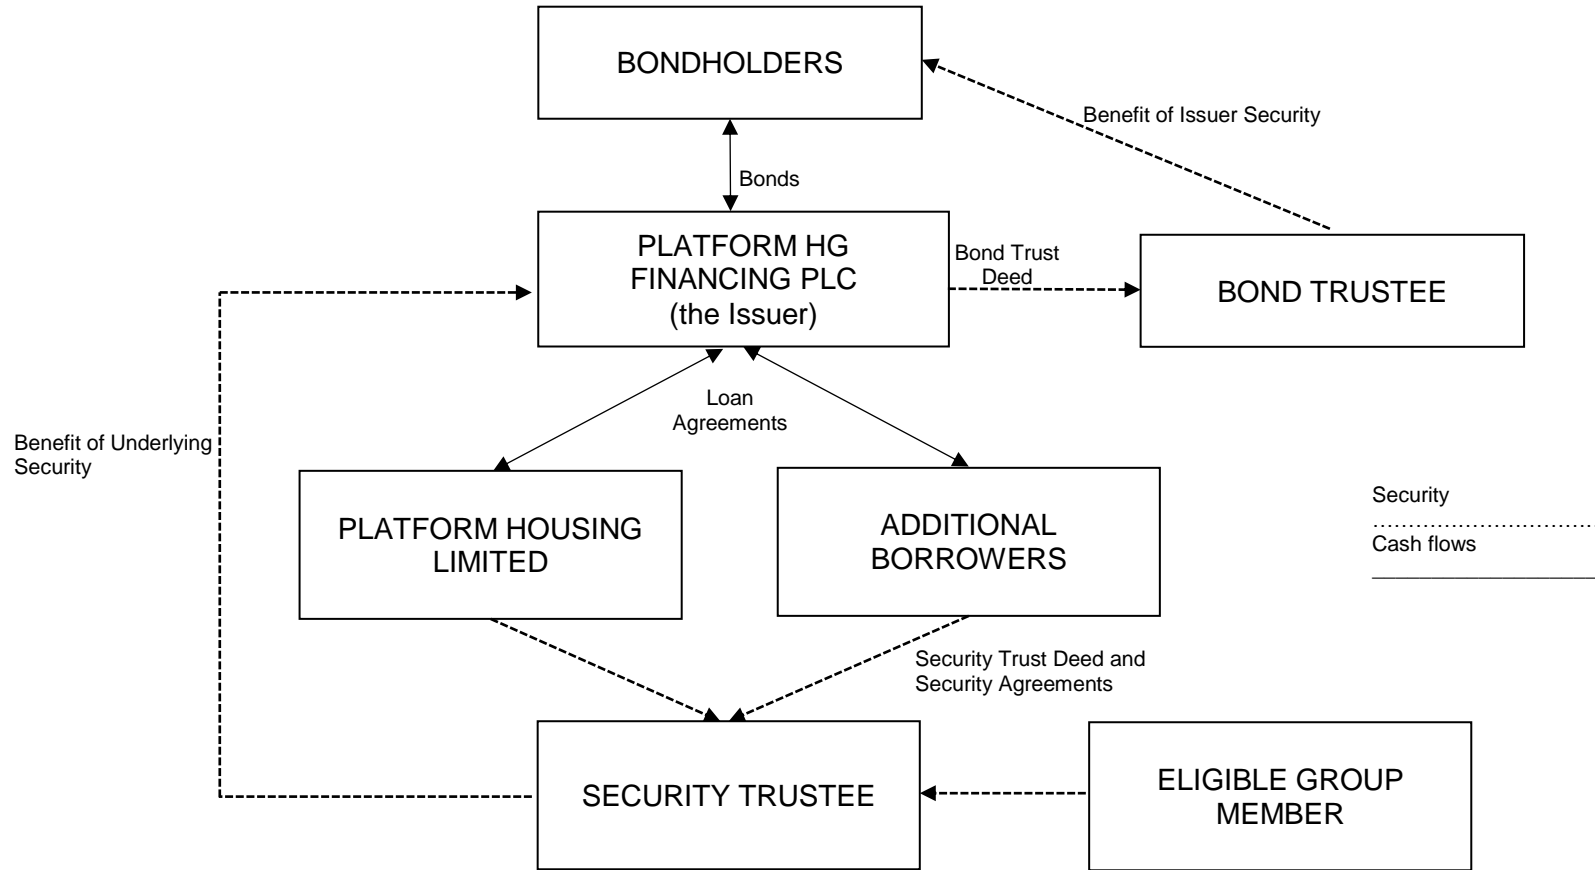 BONDHOLDERS
Benefit of Issuer Security
Bonds
PLATFORM HG
FINANCING PLC
(the Issuer)
Bond Trust
Deed
BOND TRUSTEE
Loan
Agreements
Benefit of Underlying
Security
PLATFORM HOUSING
LIMITED
ADDITIONAL
BORROWERS
Security
Cash flows
Security Trust Deed and
Security Agreements
SECURITY TRUSTEE
ELIGIBLE GROUP
MEMBER